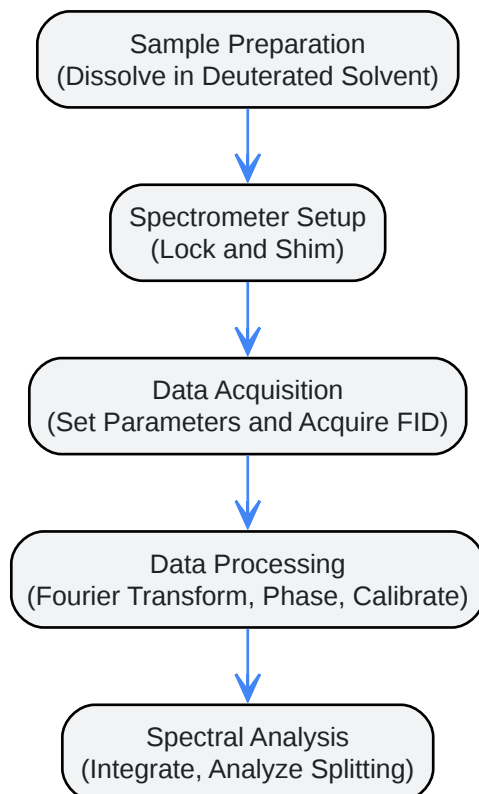 Sample Preparation
(Dissolve in Deuterated Solvent)
Spectrometer Setup
(Lock and Shim)
Data Acquisition
(Set Parameters and Acquire FID)
Data Processing
(Fourier Transform, Phase, Calibrate)
Spectral Analysis
(Integrate, Analyze Splitting)